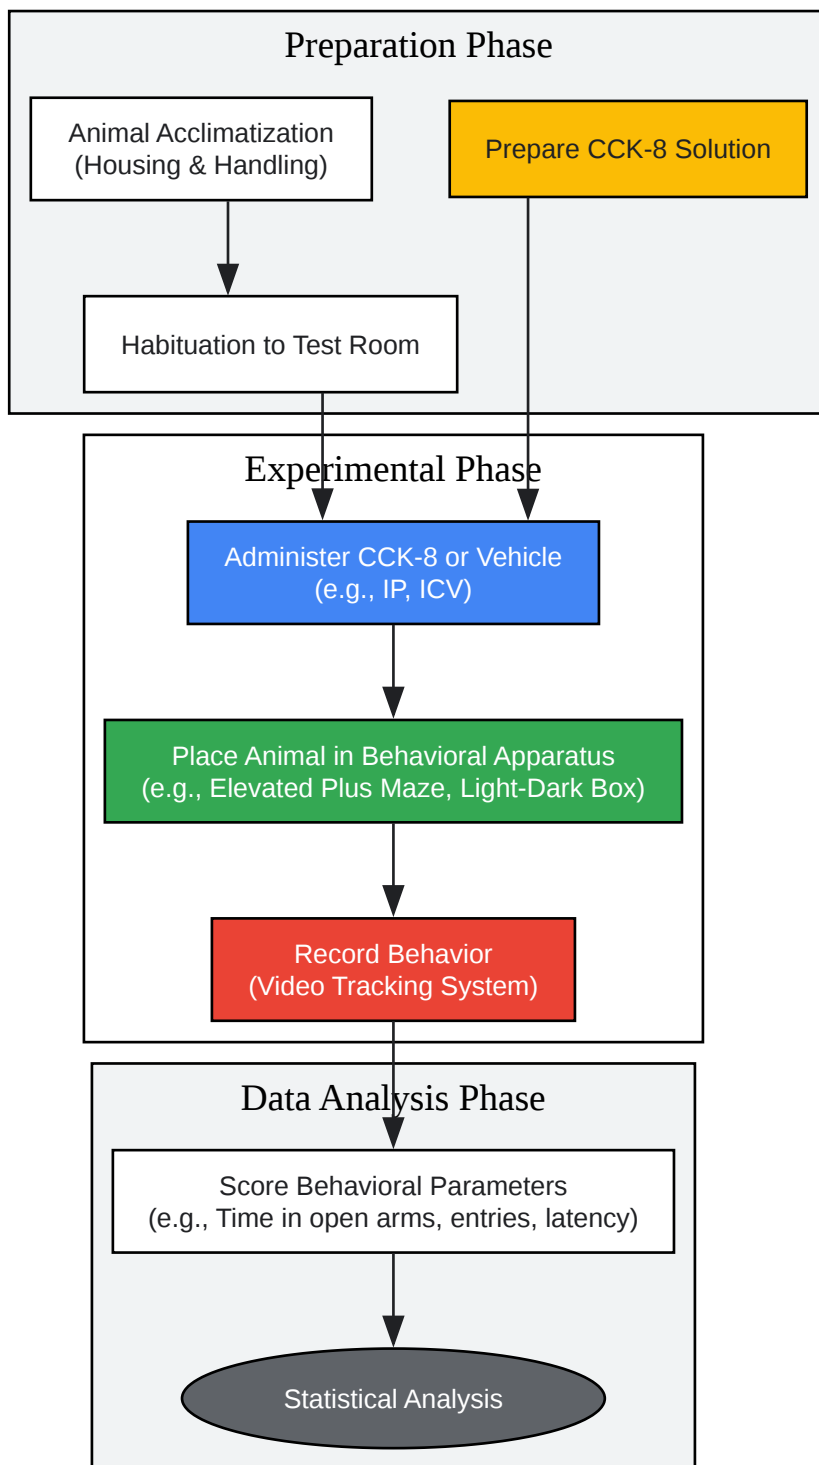 Preparation Phase
Animal Acclimatization
(Housing & Handling)
Prepare CCK-8 Solution
Habituation to Test Room
Experimental Phase
Administer CCK-8 or Vehicle
(e.g., IP, ICV)
Place Animal in Behavioral Apparatus
(e.g., Elevated Plus Maze, Light-Dark Box)
Record Behavior
(Video Tracking System)
Data Analysis Phase
Score Behavioral Parameters
(e.g., Time in open arms, entries, latency)
Statistical Analysis